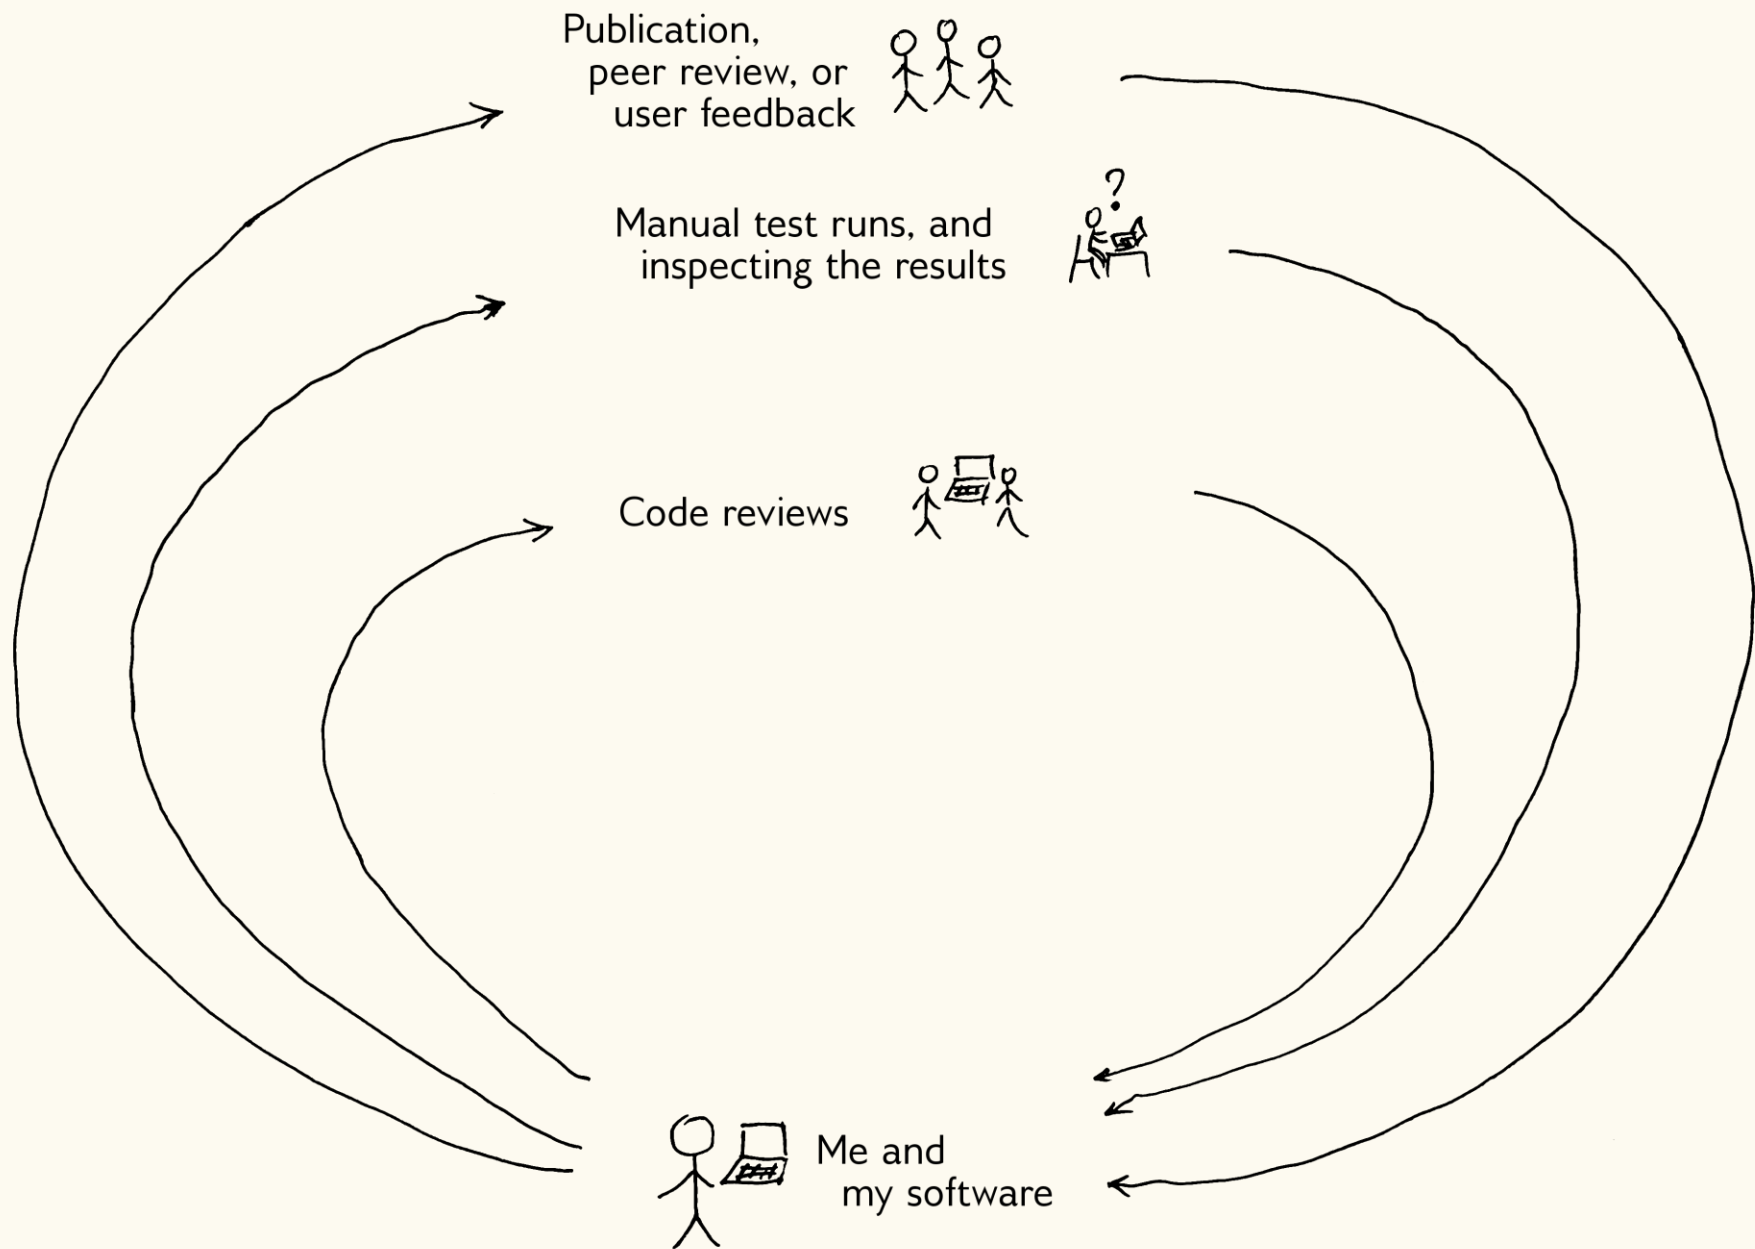 Publication,
peer review, or
user feedback
?
Manual test runs, and
inspecting the results
Code reviews
Me and
my software